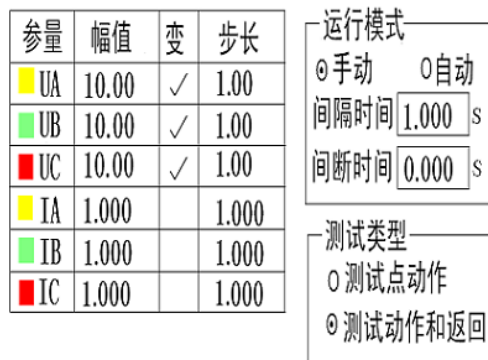 参量 幅值 变 步长
UA 10.00 ✓ 1.00
UB 10.00 ✓ 1.00
UC 10.00 ✓ 1.00
IA 1.000 1.000
IB 1.000 1.000
IC 1.000 1.000
运行模式
手动 自动
间隔时间 1.000 s
间断时间 0.000 s
测试类型
测试点动作
测试动作和返回